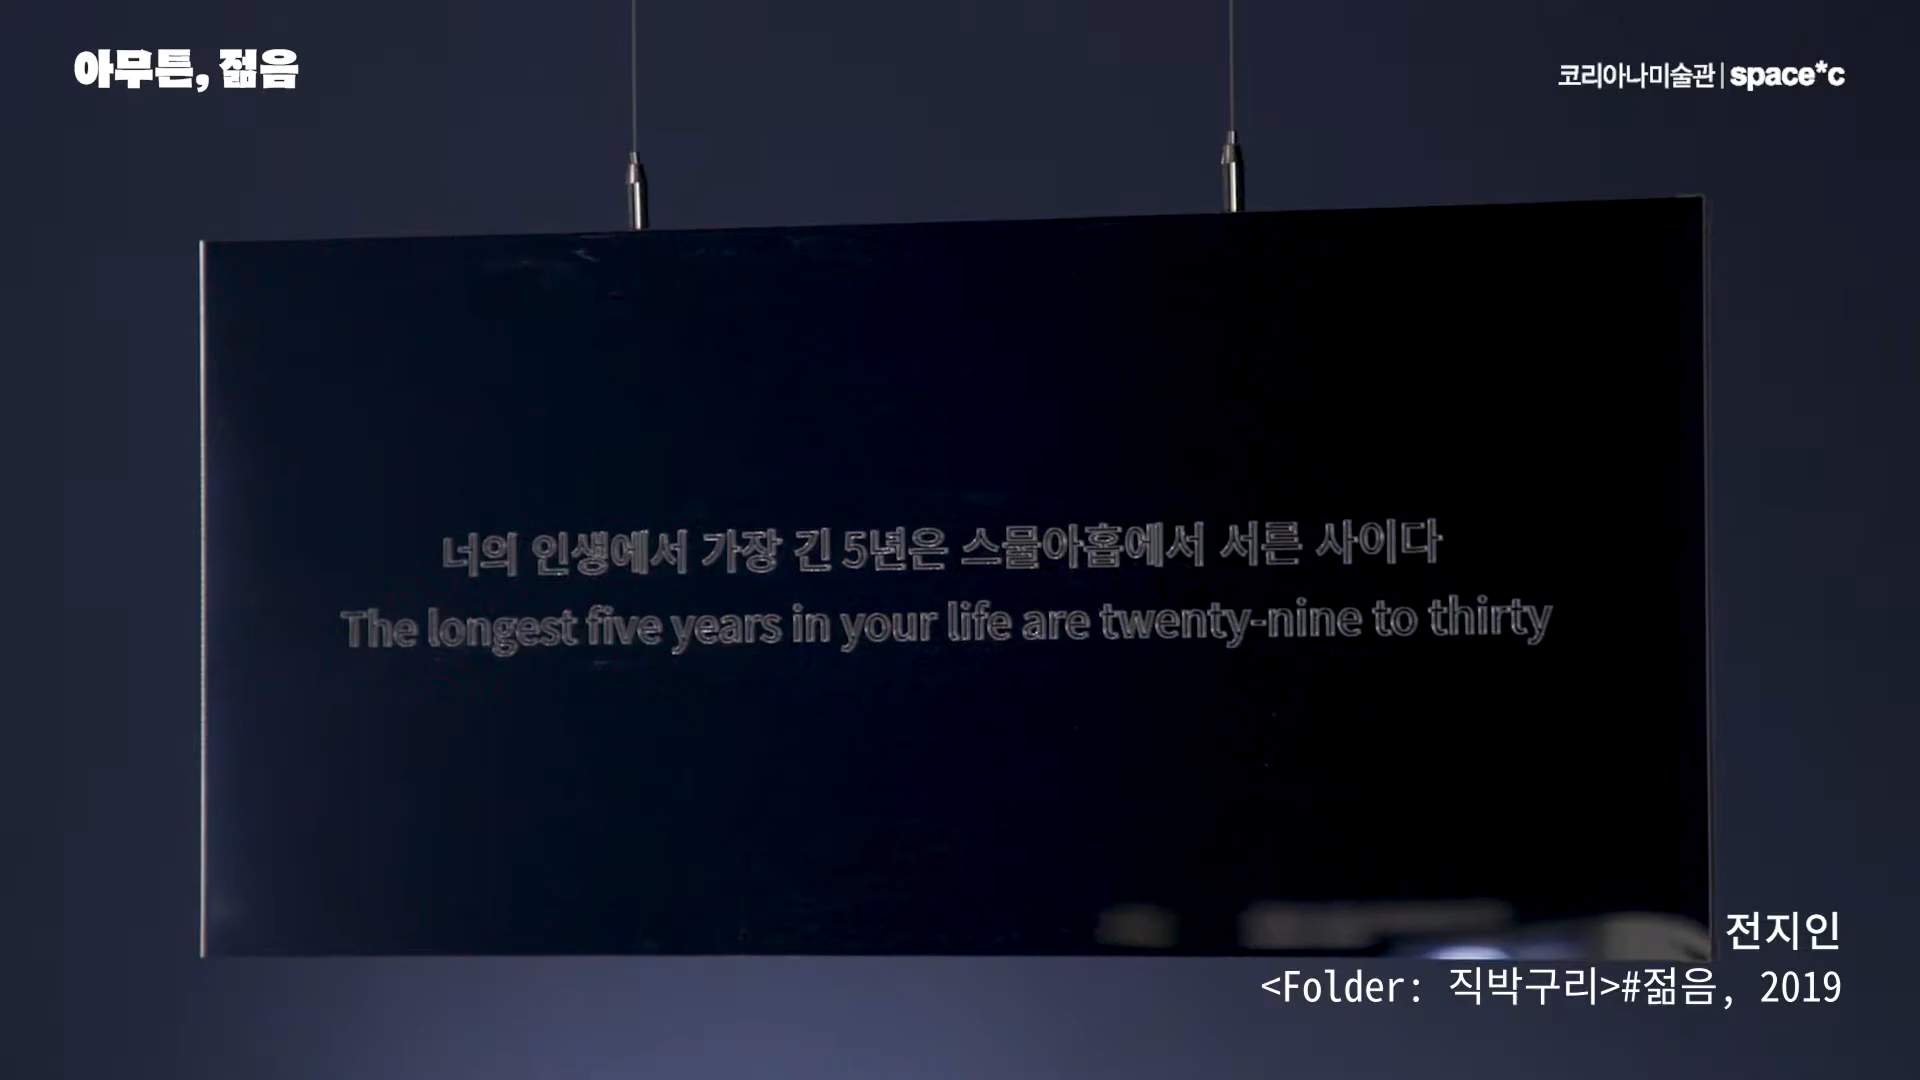 아무튼, 젊음
코리아나미술관 | space*c
너의 인생에서 가장 긴 5년은 스물아홉에서 서른 사이다
The longest five years in your life are twenty-nine to thirty
전지인
<Folder: 직박구리>#젊음, 2019